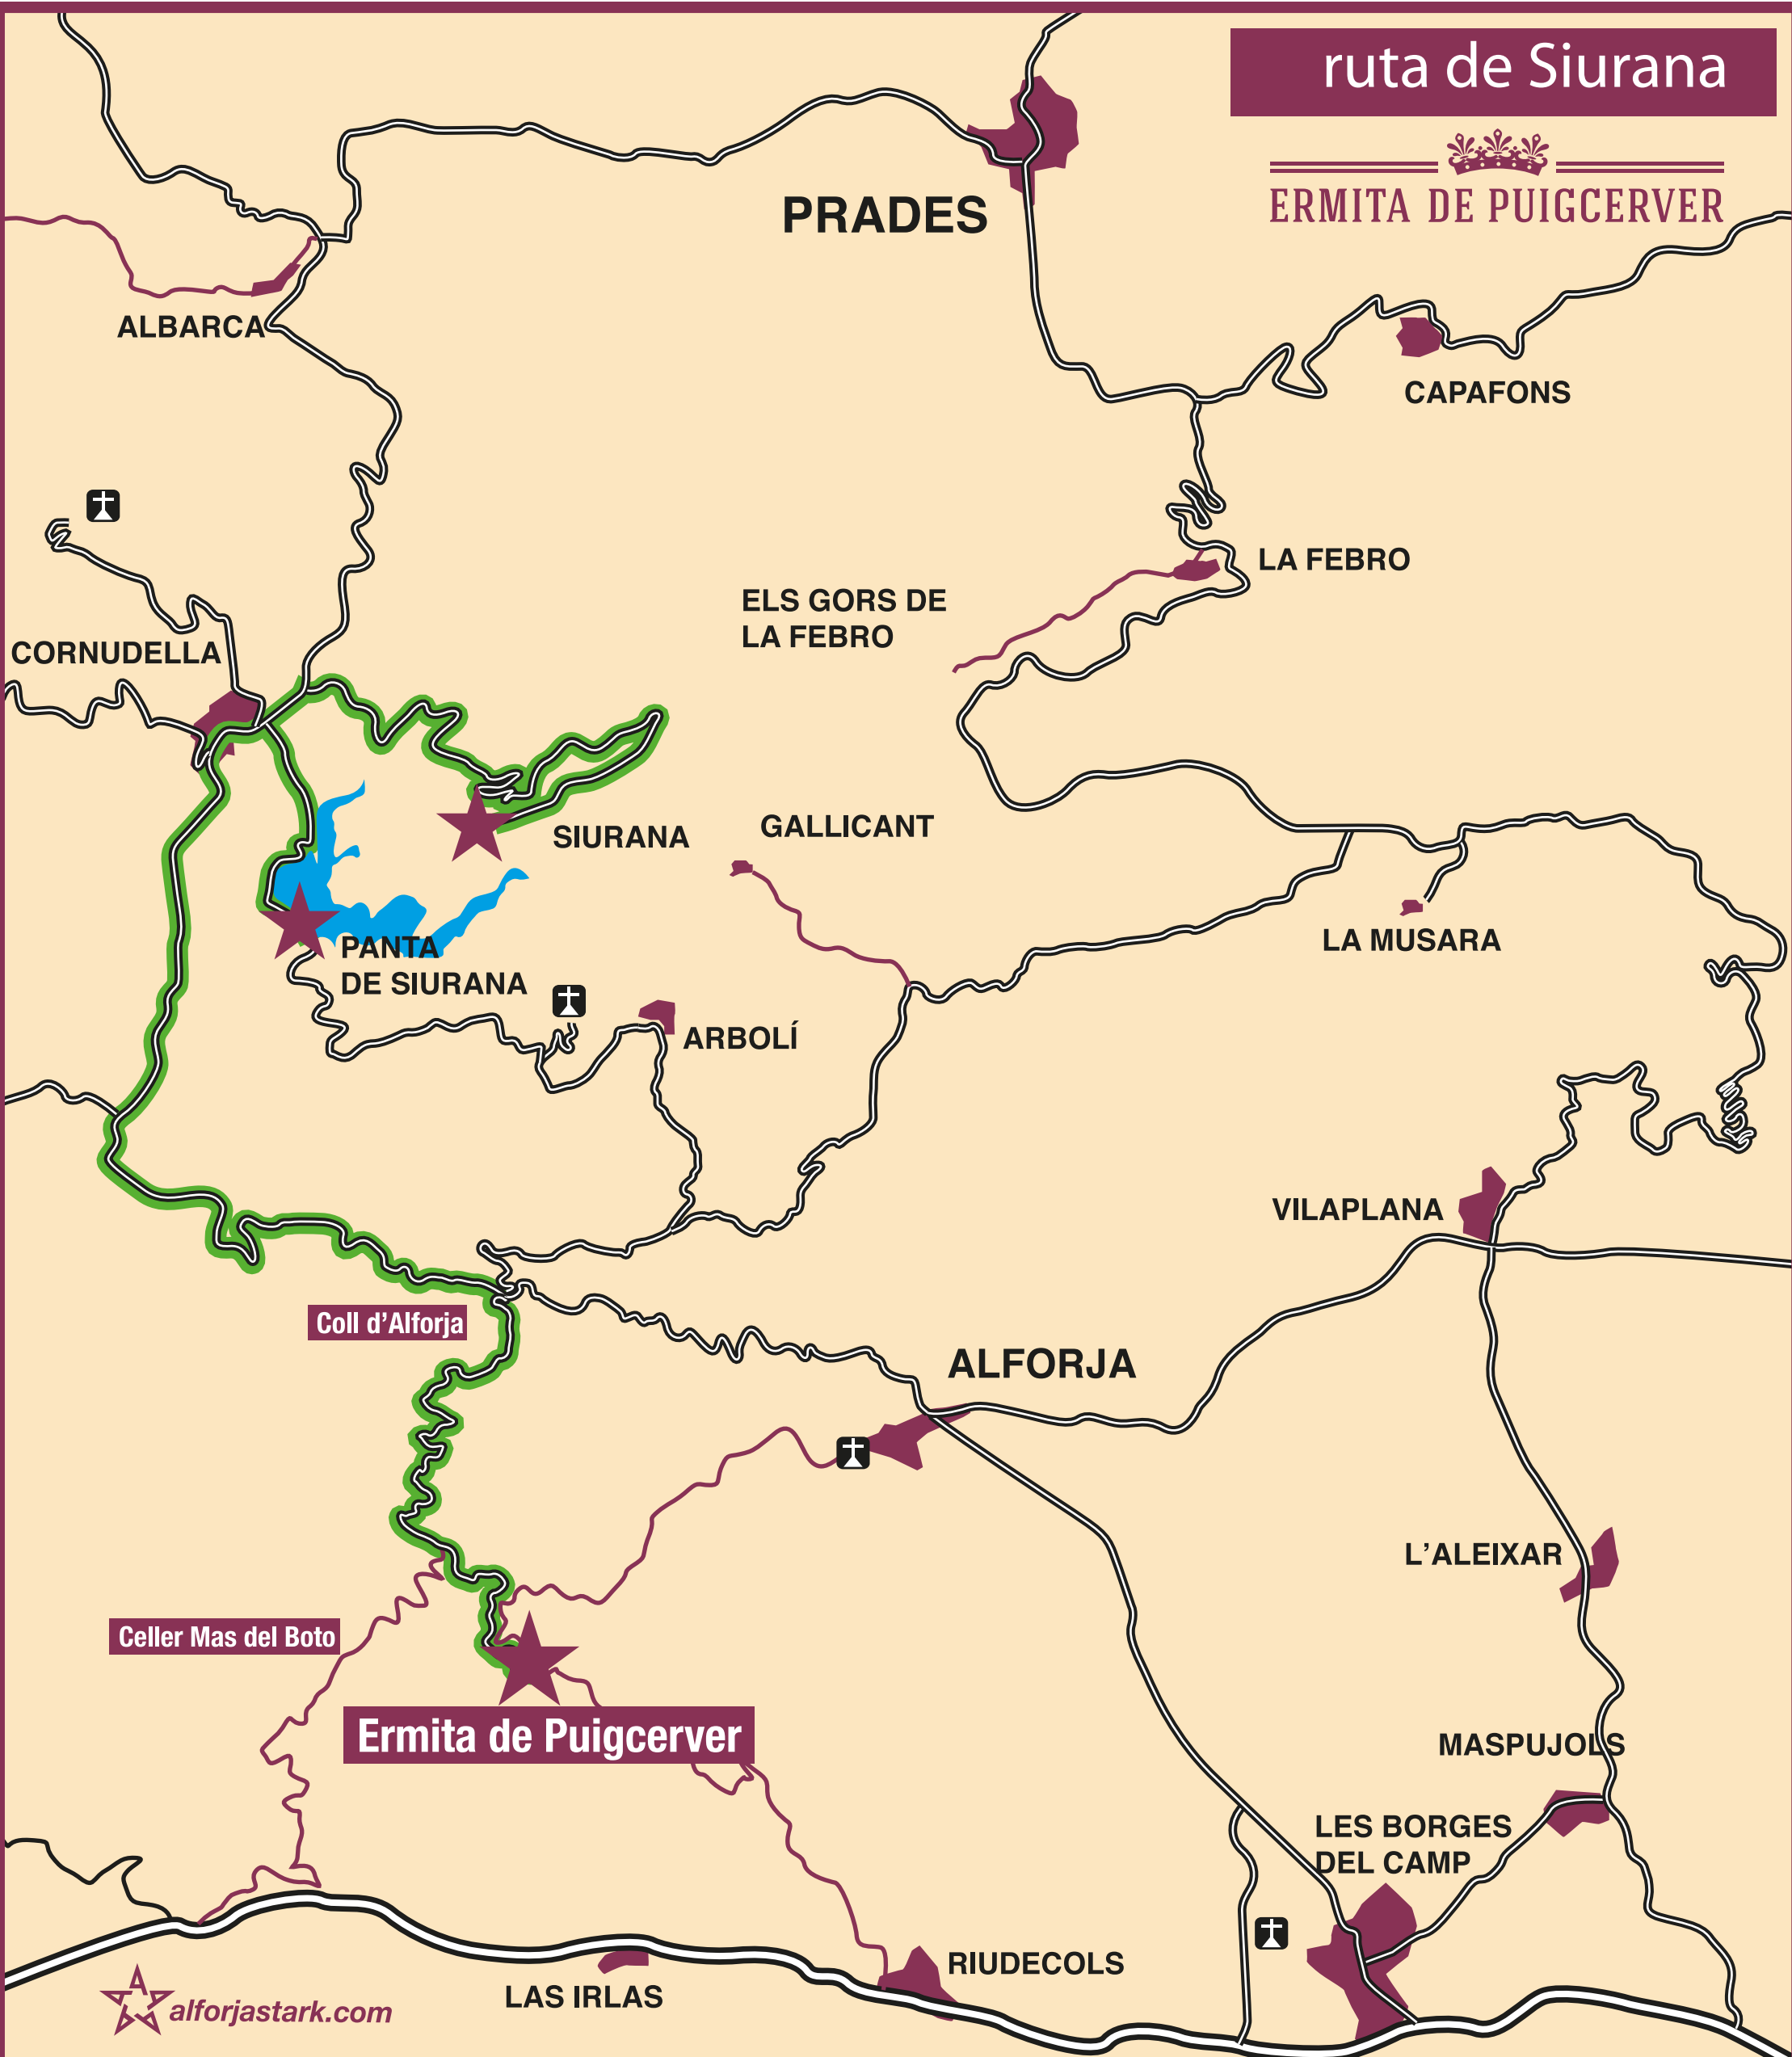 ruta de Siurana
ERMITA DE PUIGCERVER
PRADES
ALBARCA
CAPAFONS
LA FEBRO
ELS GORS DE
LA FEBRO
CORNUDELLA
SIURANA
GALLICANT
LA MUSARA
PANTA
DE SIURANA
ARBOLÍ
VILAPLANA
Coll d'Alforja
ALFORJA
L'ALEIXAR
Celler Mas del Boto
Ermita de Puigcerver
MASPUJOLS
LES BORGES
DEL CAMP
RIUDECOLS
LAS IRLAS
alforjastark.com